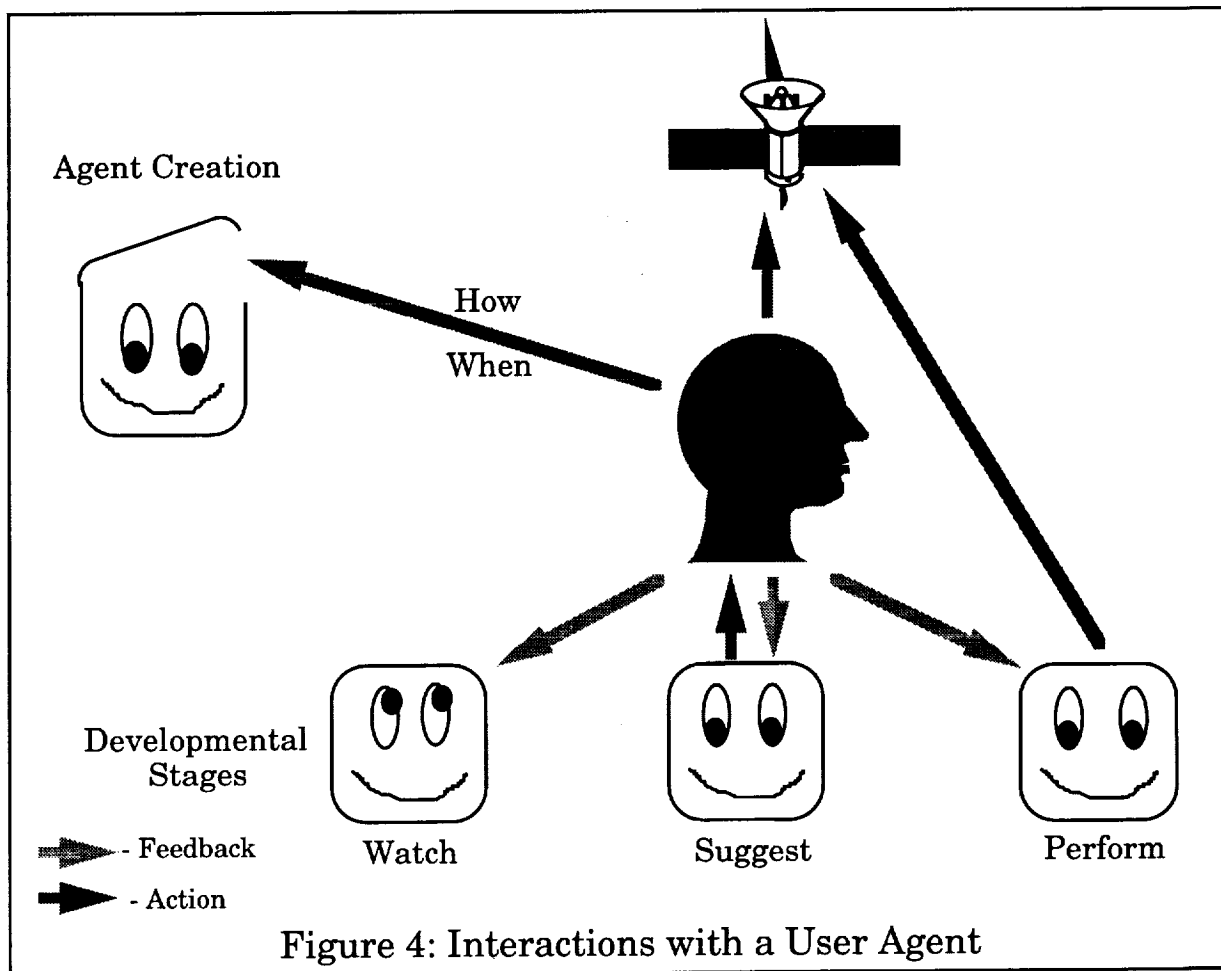 Agent Creation
How
When
Developmental
Stages
- Feedback
- Action
Watch
Suggest
Perform
Figure 4: Interactions with a User Agent